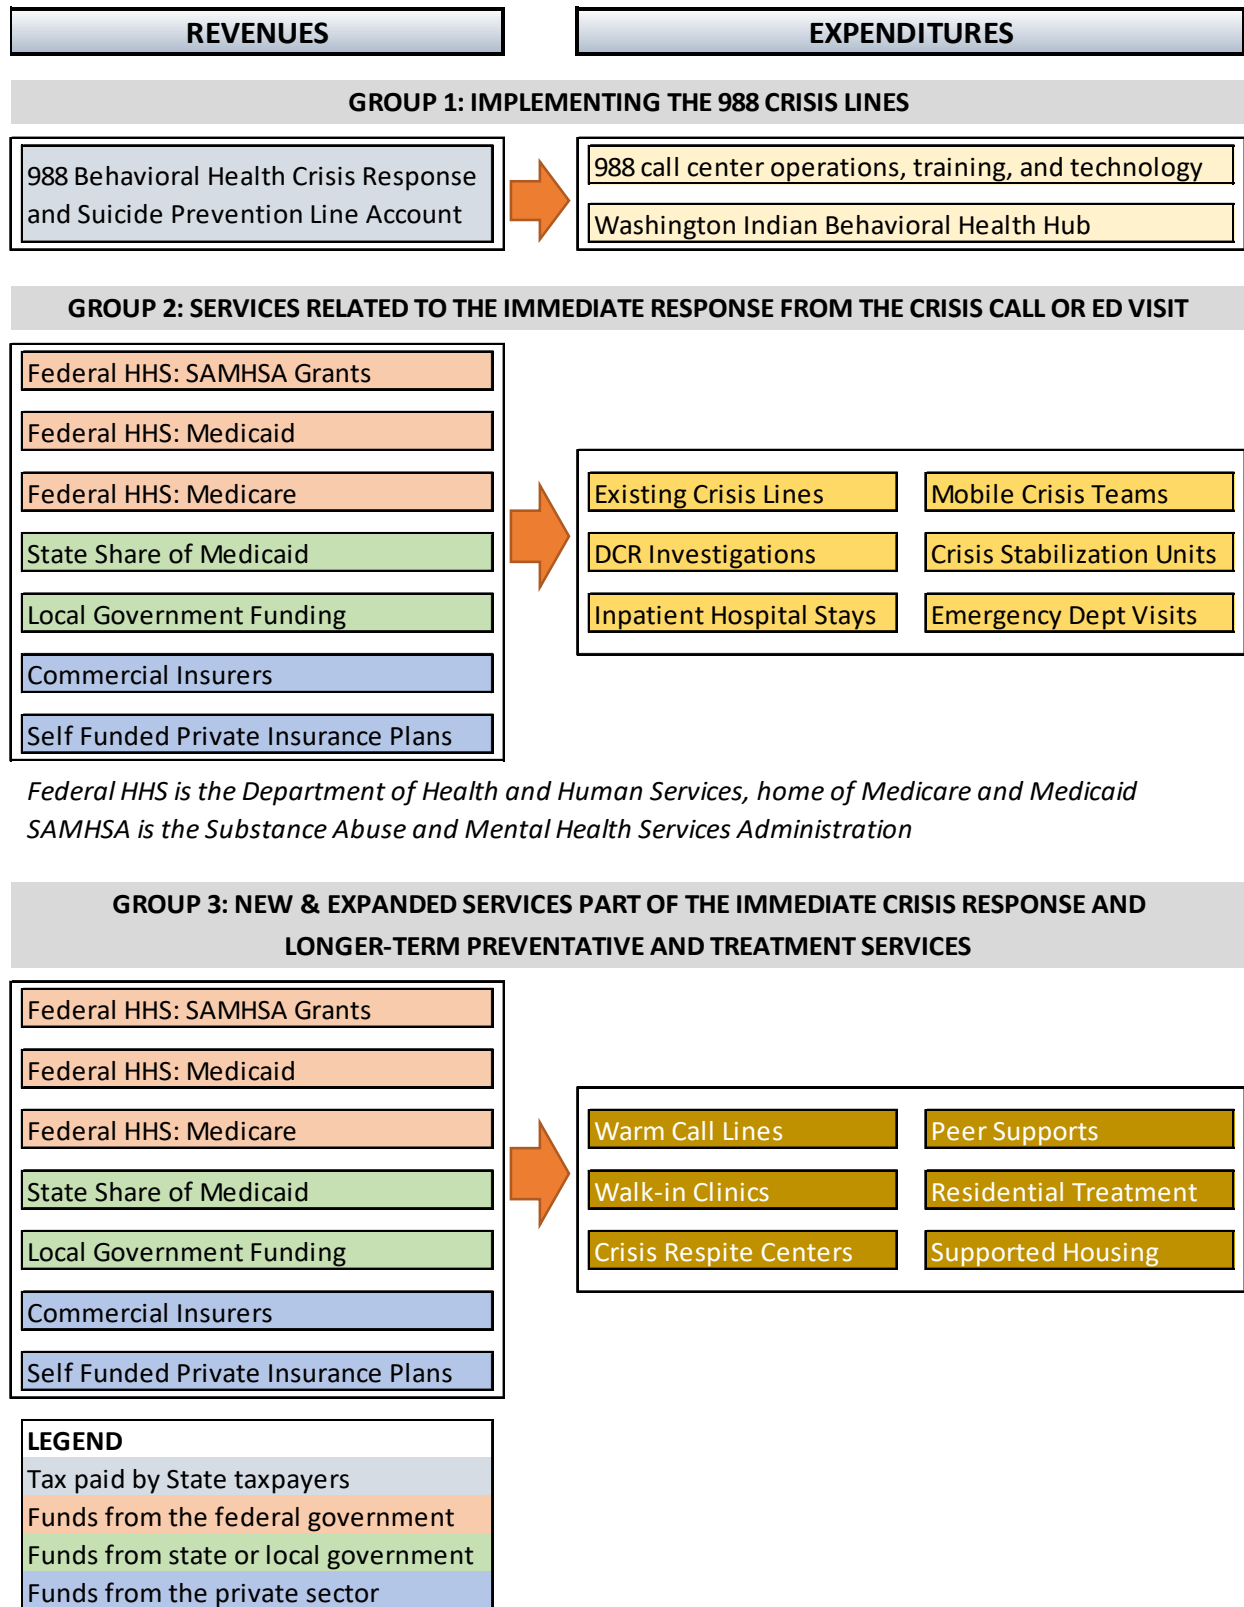 REVENUES
EXPENDITURES
GROUP 1: IMPLEMENTING THE 988 CRISIS LINES
988 Behavioral Health Crisis Response
and Suicide Prevention Line Account
988 call center operations, training, and technology
Washington Indian Behavioral Health Hub
GROUP 2: SERVICES RELATED TO THE IMMEDIATE RESPONSE FROM THE CRISIS CALL OR ED VISIT
Federal HHS: SAMHSA Grants
Federal HHS: Medicaid
Federal HHS: Medicare
State Share of Medicaid
Local Government Funding
Commercial Insurers
Self Funded Private Insurance Plans
Existing Crisis Lines
Mobile Crisis Teams
DCR Investigations
Crisis Stabilization Units
Inpatient Hospital Stays
Emergency Dept Visits
Federal HHS is the Department of Health and Human Services, home of Medicare and Medicaid
SAMHSA is the Substance Abuse and Mental Health Services Administration
GROUP 3: NEW & EXPANDED SERVICES PART OF THE IMMEDIATE CRISIS RESPONSE AND
LONGER-TERM PREVENTATIVE AND TREATMENT SERVICES
Federal HHS: SAMHSA Grants
Federal HHS: Medicaid
Federal HHS: Medicare
State Share of Medicaid
Local Government Funding
Commercial Insurers
Self Funded Private Insurance Plans
Warm Call Lines
Peer Supports
Walk-in Clinics
Residential Treatment
Crisis Respite Centers
Supported Housing
LEGEND
Tax paid by State taxpayers
Funds from the federal government
Funds from state or local government
Funds from the private sector